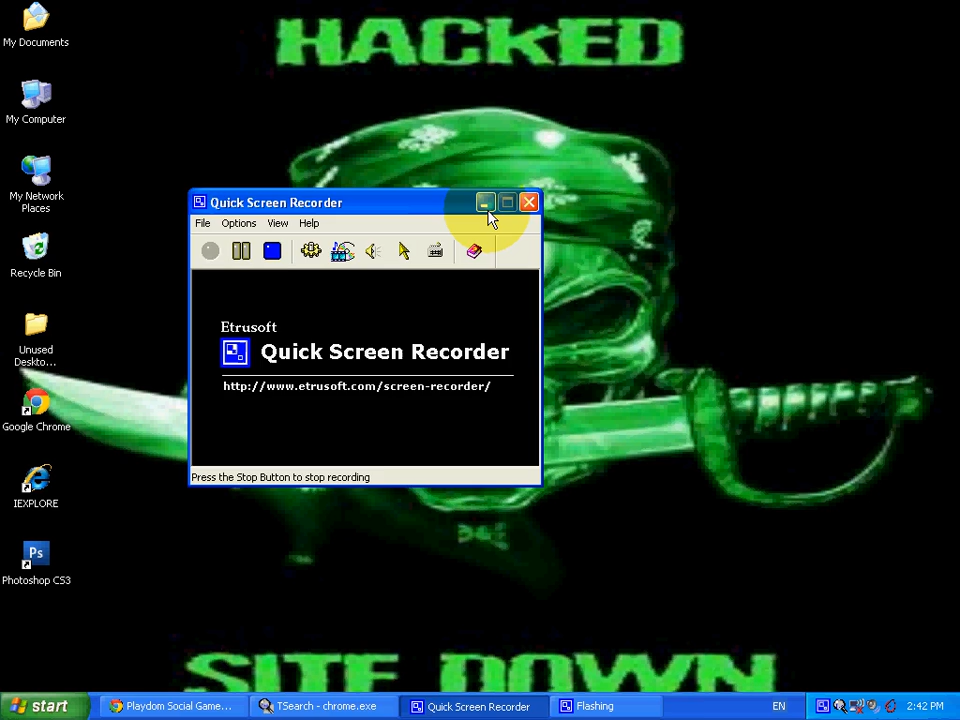 HACKED
My Documents
My Computer
My Network
Places
Recycle Bin
Unused
Deskto...
Google Chrome
IEXPLORE
Ps
Photoshop CS3
Quick Screen Recorder
File Options View Help
Etrusoft
Quick Screen Recorder
http://www.etrusoft.com/screen-recorder/
Press the Stop Button to stop recording
SITE DOWN
start
Playdom Social Game...
TSearch - chrome.exe
Quick Screen Recorder
Flashing
EN
2:42 PM